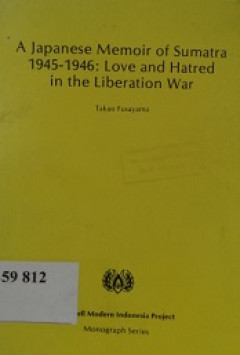 A Japanese Memoir of Sumatra
1945-1946: Love and Hatred
in the Liberation War
Takao Fusayama
59 812
Modern Indonesia Project
Monograph Series